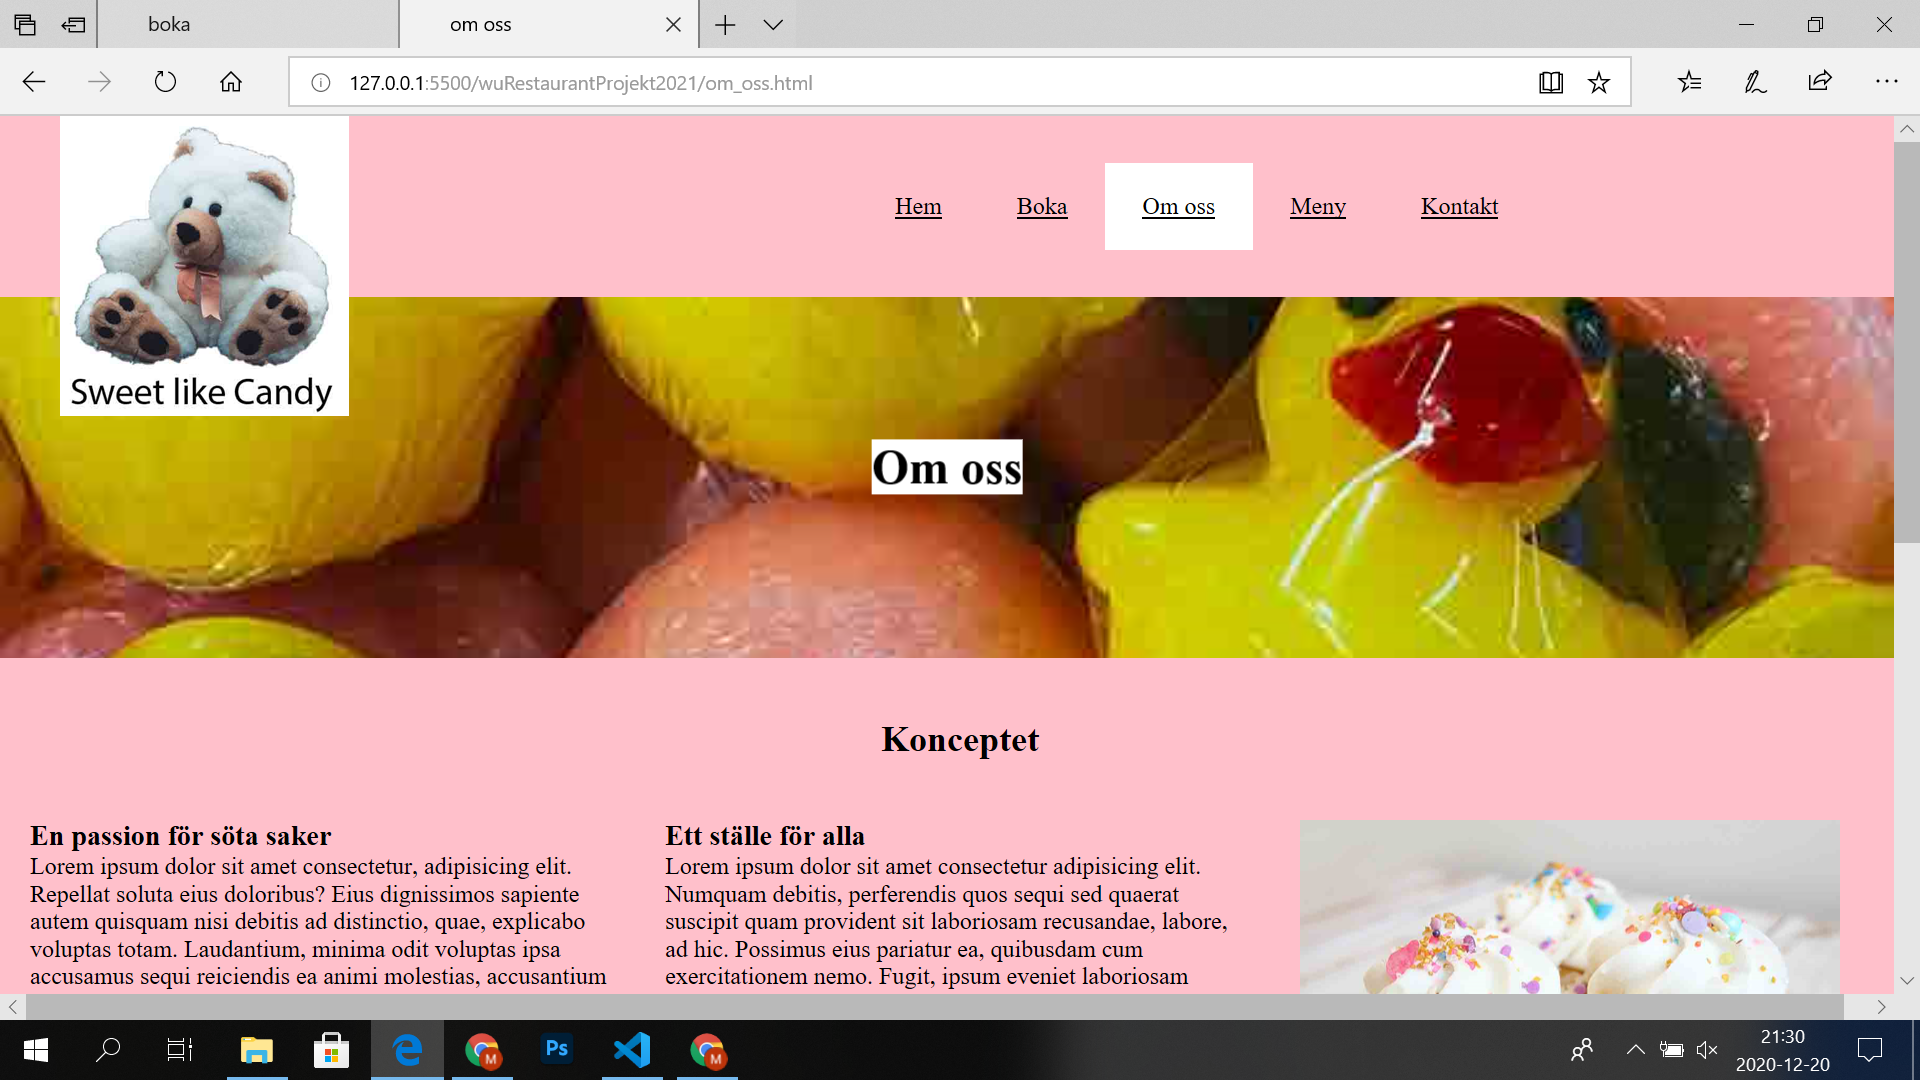 boka
om oss
127.0.0.1:5500/wuRestaurantProjekt2021/om_oss.html
Sweet like Candy
Hem
Boka
Om oss
Meny
Kontakt
Om oss
Konceptet
En passion för söta saker
Lorem ipsum dolor sit amet consectetur, adipisicing elit.
Repellat soluta eius doloribus? Eius dignissimos sapiente
autem quisquam nisi debitis ad distinctio, quae, explicabo
voluptas totam. Laudantium, minima odit voluptas ipsa
accusamus sequi reiciendis ea animi molestias, accusantium
Ett ställe för alla
Lorem ipsum dolor sit amet consectetur adipisicing elit.
Numquam debitis, perferendis quos sequi sed quaerat
suscipit quam provident sit laboriosam recusandae, labore,
ad hic. Possimus eius pariatur ea, quibusdam cum
exercitationem nemo. Fugit, ipsum eveniet laboriosam
M
Ps
M
21:30
2020-12-20